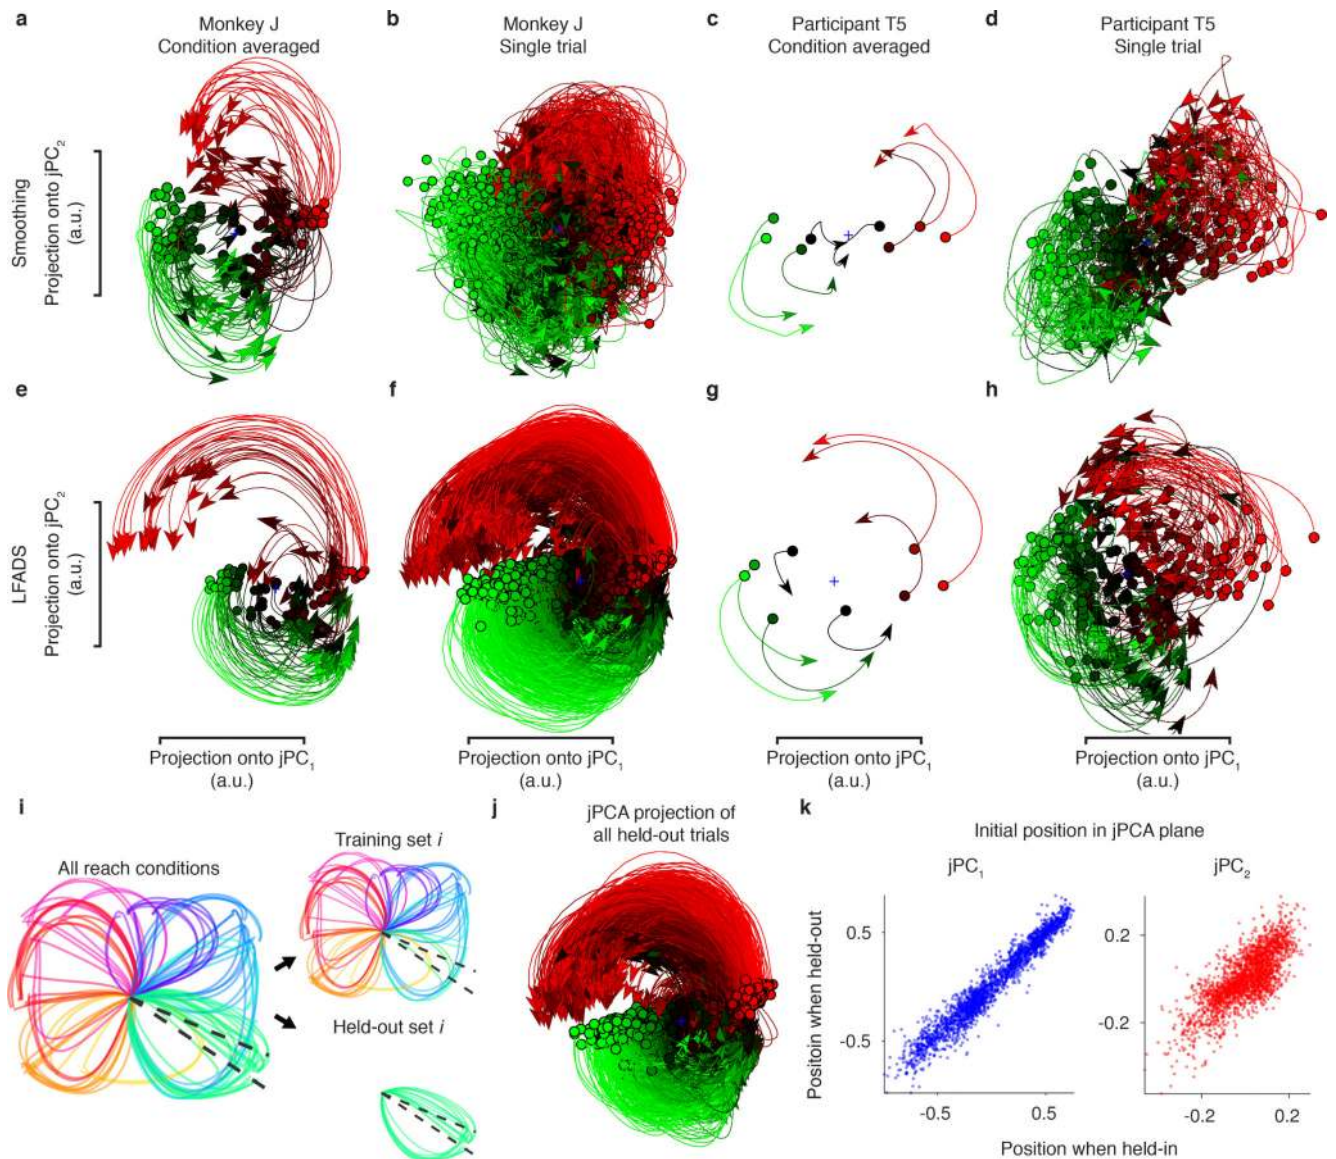 a
Monkey J
Condition averaged
b
Monkey J
Single trial
c
Participant T5
Condition averaged
d
Participant T5
Single trial
Smoothing
Projection onto jPC2
(a.u.)
e
f
g
h
LFADS
Projection onto jPC2
(a.u.)
Projection onto jPC1
(a.u.)
Projection onto jPC1
(a.u.)
Projection onto jPC1
(a.u.)
Projection onto jPC1
(a.u.)
i
All reach conditions
Training set i
Held-out set i
j
jPCA projection of
all held-out trials
k
Initial position in jPCA plane
jPC1
jPC2
Positoin when held-out
0.5
-0.5
-0.5
0.5
0.2
-0.2
-0.2
0.2
Position when held-in